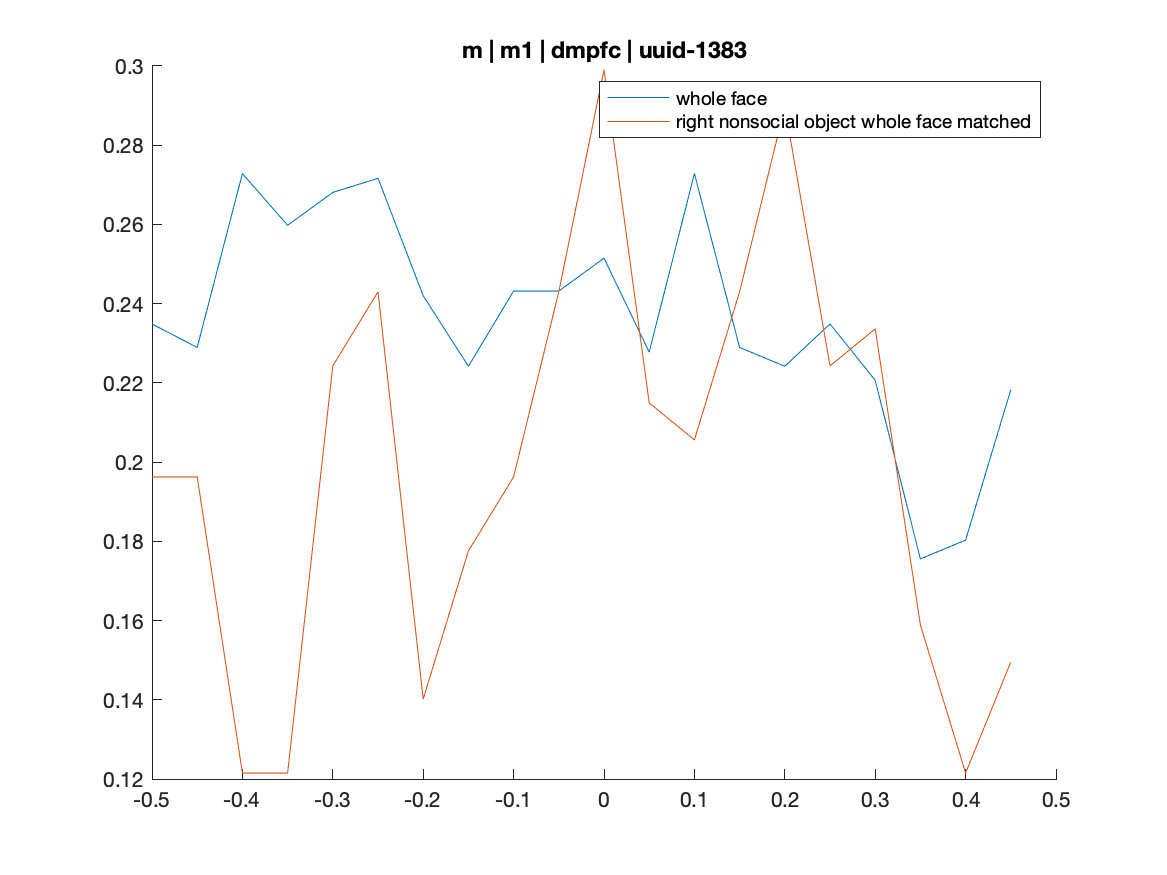 m | m1 | dmpfc | uuid-1383
0.3
whole face
right nonsocial object whole face matched
0.28
0.26
0.24
0.22
0.2
0.18
0.16
0.14
0.12
-0.5 -0.4 -0.3 -0.2 -0.1 0 0.1 0.2 0.3 0.4 0.5